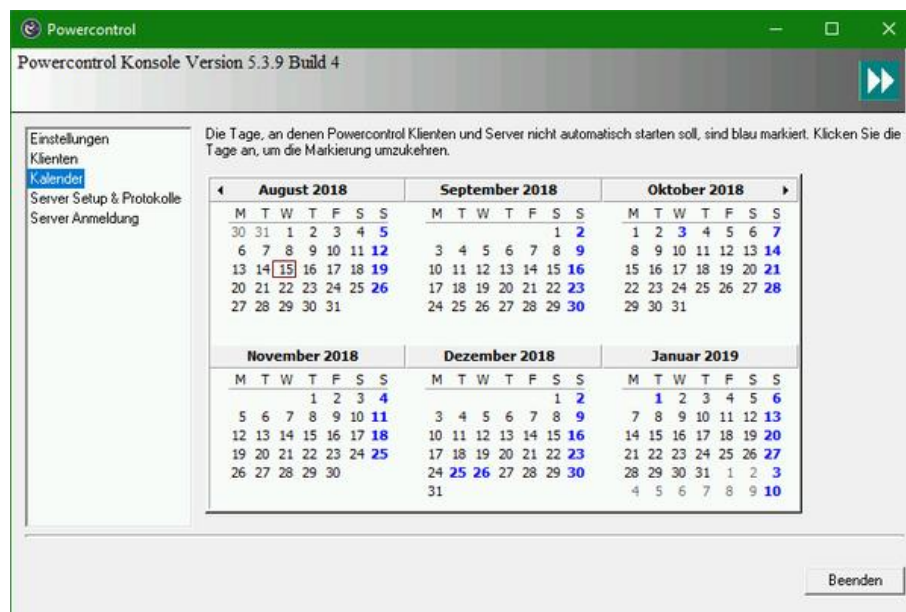 Powercontrol
Powercontrol Konsole Version 5.3.9 Build 4
Einstellungen
Klienten
Kalender
Server Setup & Protokolle
Server Anmeldung
Die Tage, an denen Powercontrol Klienten und Server nicht automatisch starten soll, sind blau markiert. Klicken Sie die
Tage an, um die Markierung umzukehren.
August 2018
M T W T F S S
30 31 1 2 3 4 5
6 7 8 9 10 11 12
13 14 15 16 17 18 19
20 21 22 23 24 25 26
27 28 29 30 31
September 2018
M T W T F S S
1 2
3 4 5 6 7 8 9
10 11 12 13 14 15 16
17 18 19 20 21 22 23
24 25 26 27 28 29 30
Oktober 2018
M T W T F S S
1 2 3 4 5 6 7
8 9 10 11 12 13 14
15 16 17 18 19 20 21
22 23 24 25 26 27 28
29 30 31
November 2018
M T W T F S S
1 2 3 4
5 6 7 8 9 10 11
12 13 14 15 16 17 18
19 20 21 22 23 24 25
26 27 28 29 30
Dezember 2018
M T W T F S S
1 2
3 4 5 6 7 8 9
10 11 12 13 14 15 16
17 18 19 20 21 22 23
24 25 26 27 28 29 30
31
Januar 2019
M T W T F S S
1 2 3 4 5 6
7 8 9 10 11 12 13
14 15 16 17 18 19 20
21 22 23 24 25 26 27
28 29 30 31 1 2 3
4 5 6 7 8 9 10
Beenden